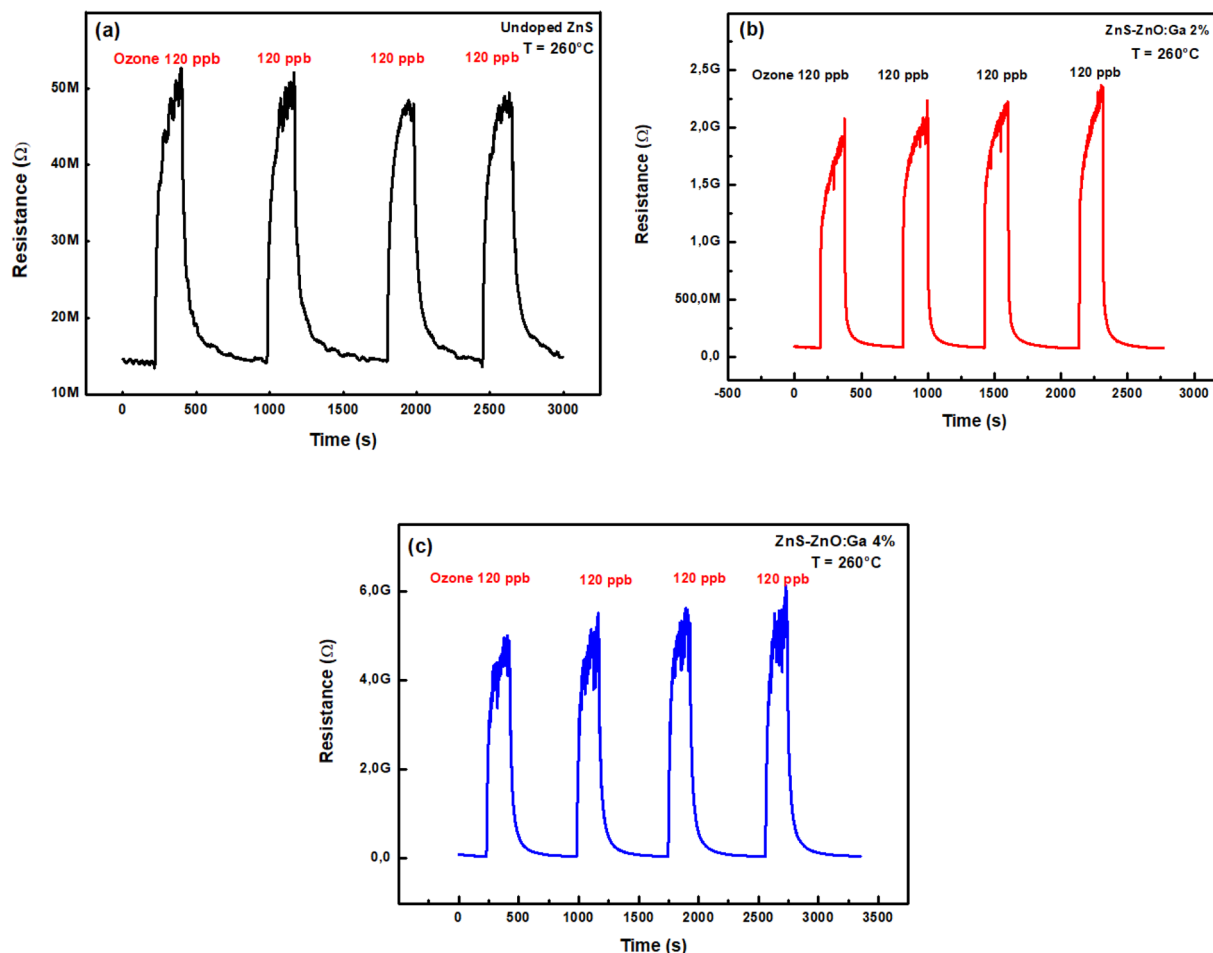 (a)
Undoped ZnS
T = 260°C
Ozone 120 ppb
120 ppb
120 ppb
120 ppb
50M
40M
30M
20M
10M
Resistance (Ω)
0
500
1000
1500
2000
2500
3000
Time (s)
(b)
ZnS-ZnO:Ga 2%
T = 260°C
Ozone 120 ppb
120 ppb
120 ppb
120 ppb
2,5G
2,0G
1,5G
1,0G
500,0M
0,0
Resistance (Ω)
-500
0
500
1000
1500
2000
2500
3000
Time (s)
(c)
ZnS-ZnO:Ga 4%
T = 260°C
Ozone 120 ppb
120 ppb
120 ppb
120 ppb
6,0G
4,0G
2,0G
0,0
Resistance (Ω)
0
500
1000
1500
2000
2500
3000
3500
Time (s)